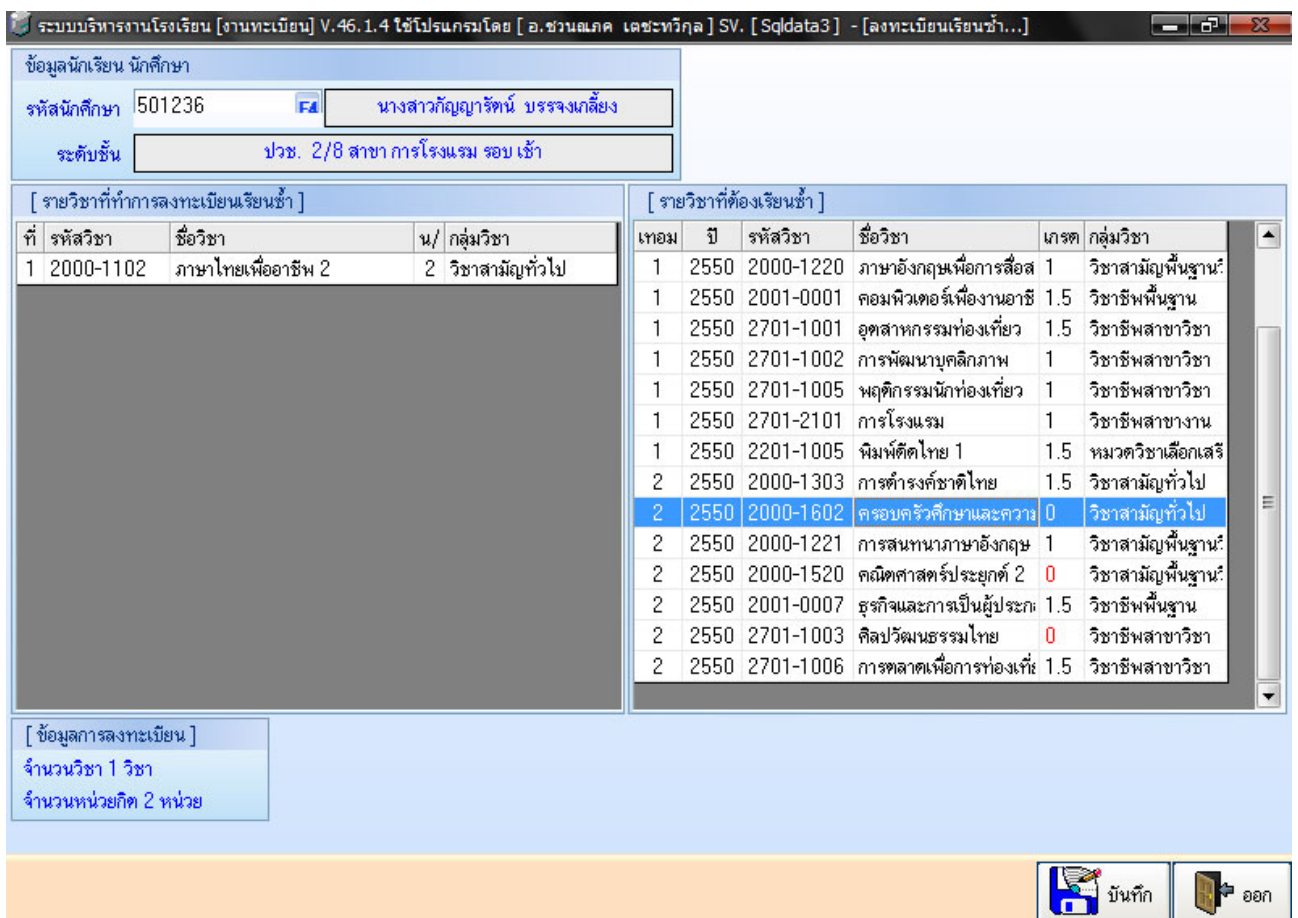 ระบบบริหารงานโรงเรียน [งานทะเบียน] V.46.1.4 ใช้โปรแกรมโดย [ อ.ชวนณภค เตชะทวีกุล ] SV. [ Sqldata3 ] - [ลงทะเบียนเรียนซ้ำ...]
ข้อมูลนักเรียน นักศึกษา
รหัสนักศึกษา 501236 F4 นางสาวกัญญารัตน์ บรรจงเกลี้ยง
ระดับชั้น ปวช. 2/8 สาขา การโรงแรม รอบ เช้า
[ รายวิชาที่ทำการลงทะเบียนเรียนซ้ำ ]
ที่ รหัสวิชา ชื่อวิชา น/ กลุ่มวิชา
1 2000-1102 ภาษาไทยเพื่ออาชีพ 2 2 วิชาสามัญทั่วไป
[ รายวิชาที่ต้องเรียนซ้ำ ]
เทอม ปี รหัสวิชา ชื่อวิชา เกรด กลุ่มวิชา
1 2550 2000-1220 ภาษาอังกฤษเพื่อการสื่อส 1 วิชาสามัญพื้นฐานวิ
1 2550 2001-0001 คอมพิวเตอร์เพื่องานอาชี 1.5 วิชาชีพพื้นฐาน
1 2550 2701-1001 อุตสาหกรรมท่องเที่ยว 1.5 วิชาชีพสาขาวิชา
1 2550 2701-1002 การพัฒนาบุคลิกภาพ 1 วิชาชีพสาขาวิชา
1 2550 2701-1005 พฤติกรรมนักท่องเที่ยว 1 วิชาชีพสาขาวิชา
1 2550 2701-2101 การโรงแรม 1 วิชาชีพสาขางาน
1 2550 2201-1005 พิมพ์ดีดไทย 1 1.5 หมวดวิชาเลือกเสรี
2 2550 2000-1303 การดำรงค์ชาติไทย 1.5 วิชาสามัญทั่วไป
2 2550 2000-1602 ครอบครัวศึกษาและความ 0 วิชาสามัญทั่วไป
2 2550 2000-1221 การสนทนาภาษาอังกฤษ 1 วิชาสามัญพื้นฐานวิ
2 2550 2000-1520 คณิตศาสตร์ประยุกต์ 2 0 วิชาสามัญพื้นฐานวิ
2 2550 2001-0007 ธุรกิจและการเป็นผู้ประก 1.5 วิชาชีพพื้นฐาน
2 2550 2701-1003 ศิลปวัฒนธรรมไทย 0 วิชาชีพสาขาวิชา
2 2550 2701-1006 การตลาดเพื่อการท่องเที่ 1.5 วิชาชีพสาขาวิชา
[ ข้อมูลการลงทะเบียน ]
จำนวนวิชา 1 วิชา
จำนวนหน่วยกิต 2 หน่วย
บันทึก ออก